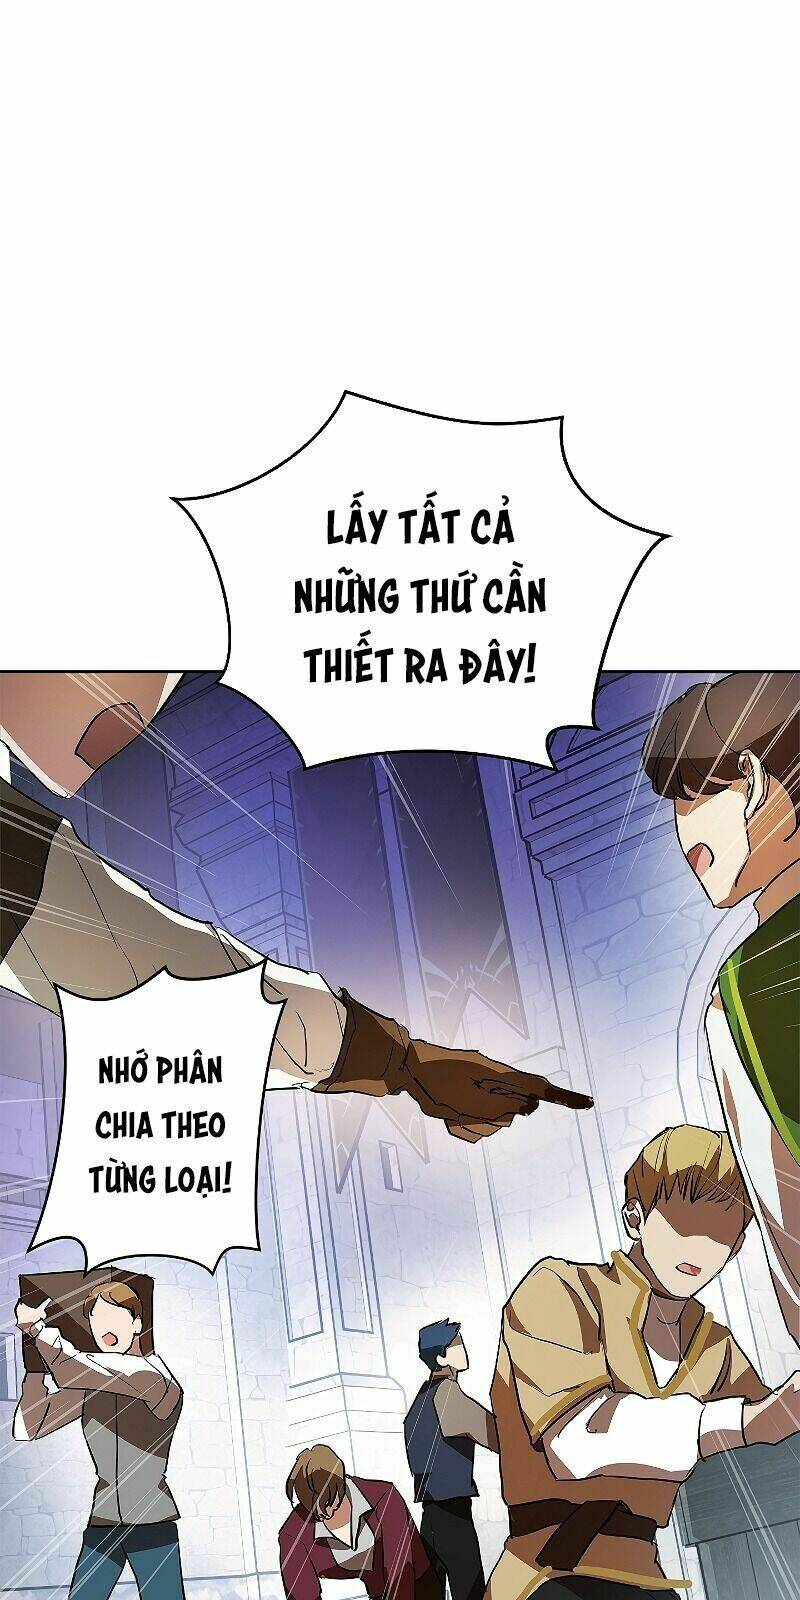 LẤY TẤT CẢ
NHỮNG THỨ CẦN
THIẾT RA ĐÂY!
NHỚ PHÂN
CHIA THEO
TỪNG LOẠI!